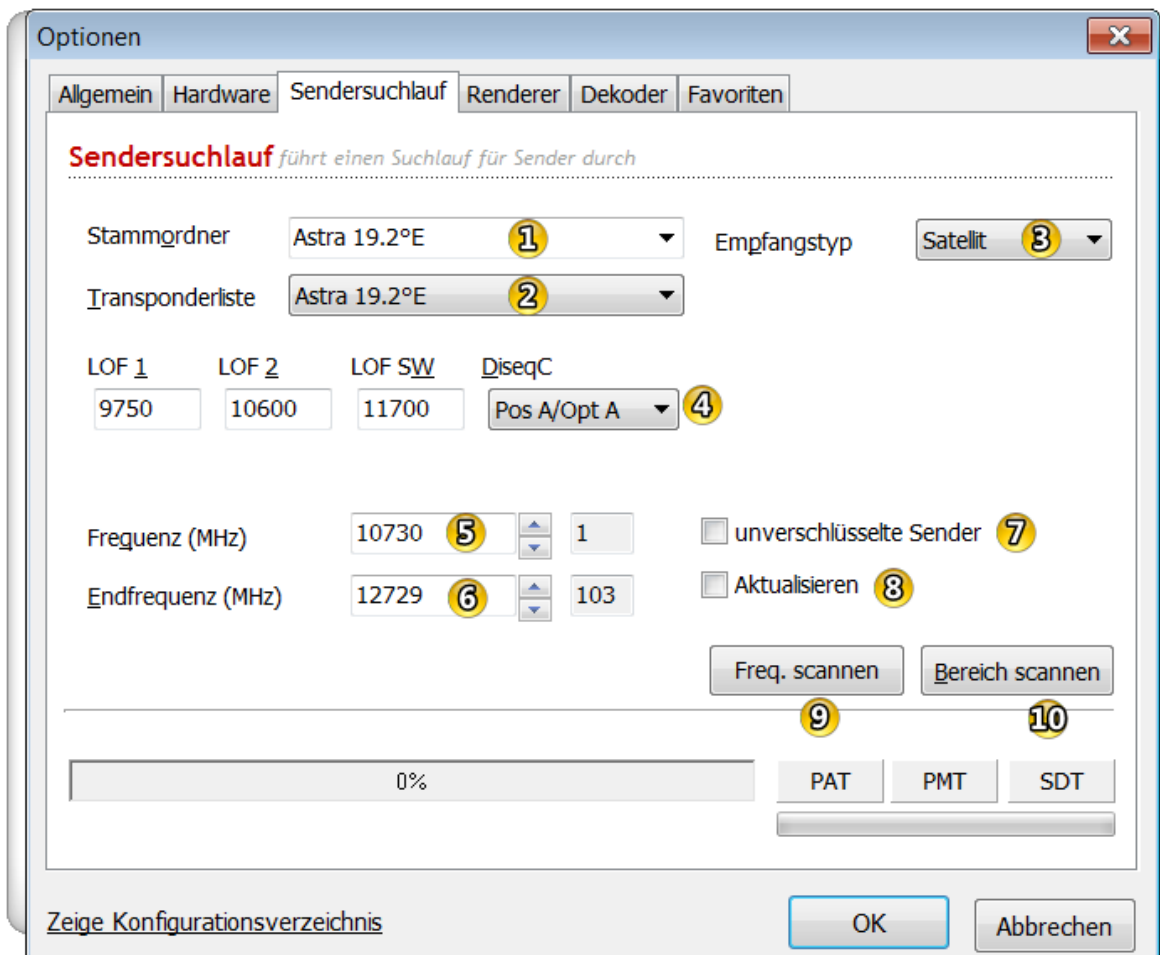 Optionen
Allgemein Hardware Sendersuchlauf Renderer Dekoder Favoriten
Sendersuchlauf führt einen Suchlauf für Sender durch
Stammordner Astra 19.2°E 1 Empfangstyp Satellit 3
Transponderliste Astra 19.2°E 2
LOF 1 LOF 2 LOF SW DiseqC
9750 10600 11700 Pos A/Opt A 4
Frequenz (MHz) 10730 5 1 unverschlüsselte Sender 7
Endfrequenz (MHz) 12729 6 103 Aktualisieren 8
Freq. scannen Bereich scannen
9 10
0% PAT PMT SDT
Zeige Konfigurationsverzeichnis OK Abbrechen